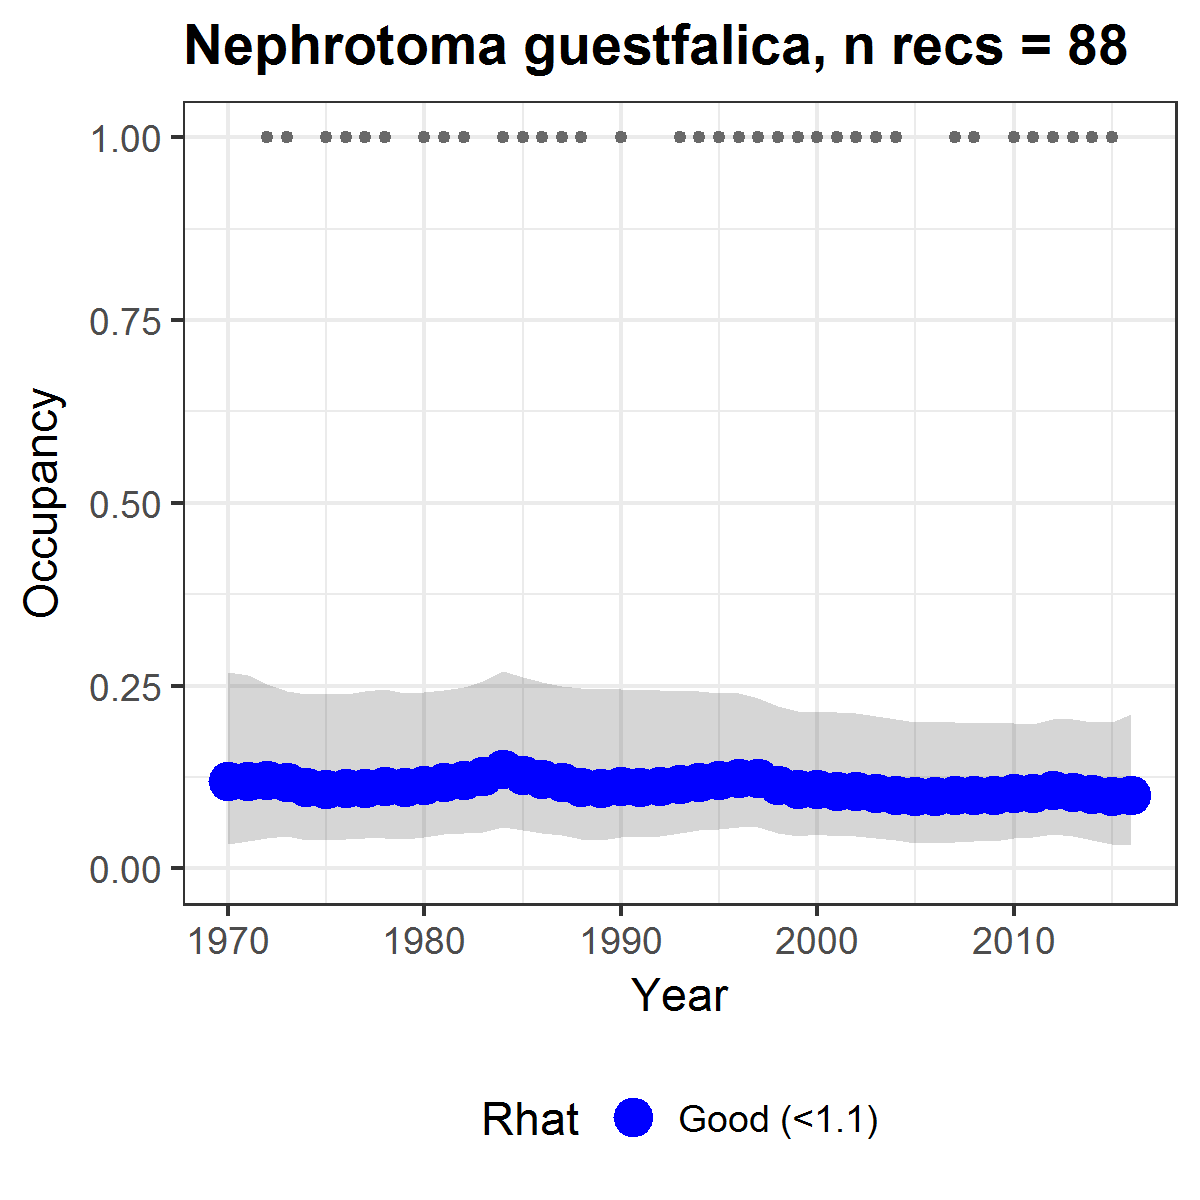 Nephrotoma guestfalica, n recs = 88
1.00
0.75
0.50
0.25
0.00
Occupancy
1970 1980 1990 2000 2010
Year
Rhat Good (<1.1)